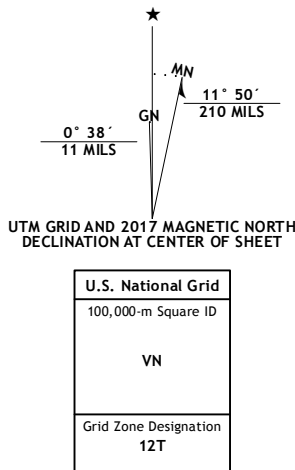 ★
MN
GN
11° 50´
210 MILS
0° 38´
11 MILS
UTM GRID AND 2017 MAGNETIC NORTH
DECLINATION AT CENTER OF SHEET
U.S. National Grid
100,000-m Square ID
VN
Grid Zone Designation
12T